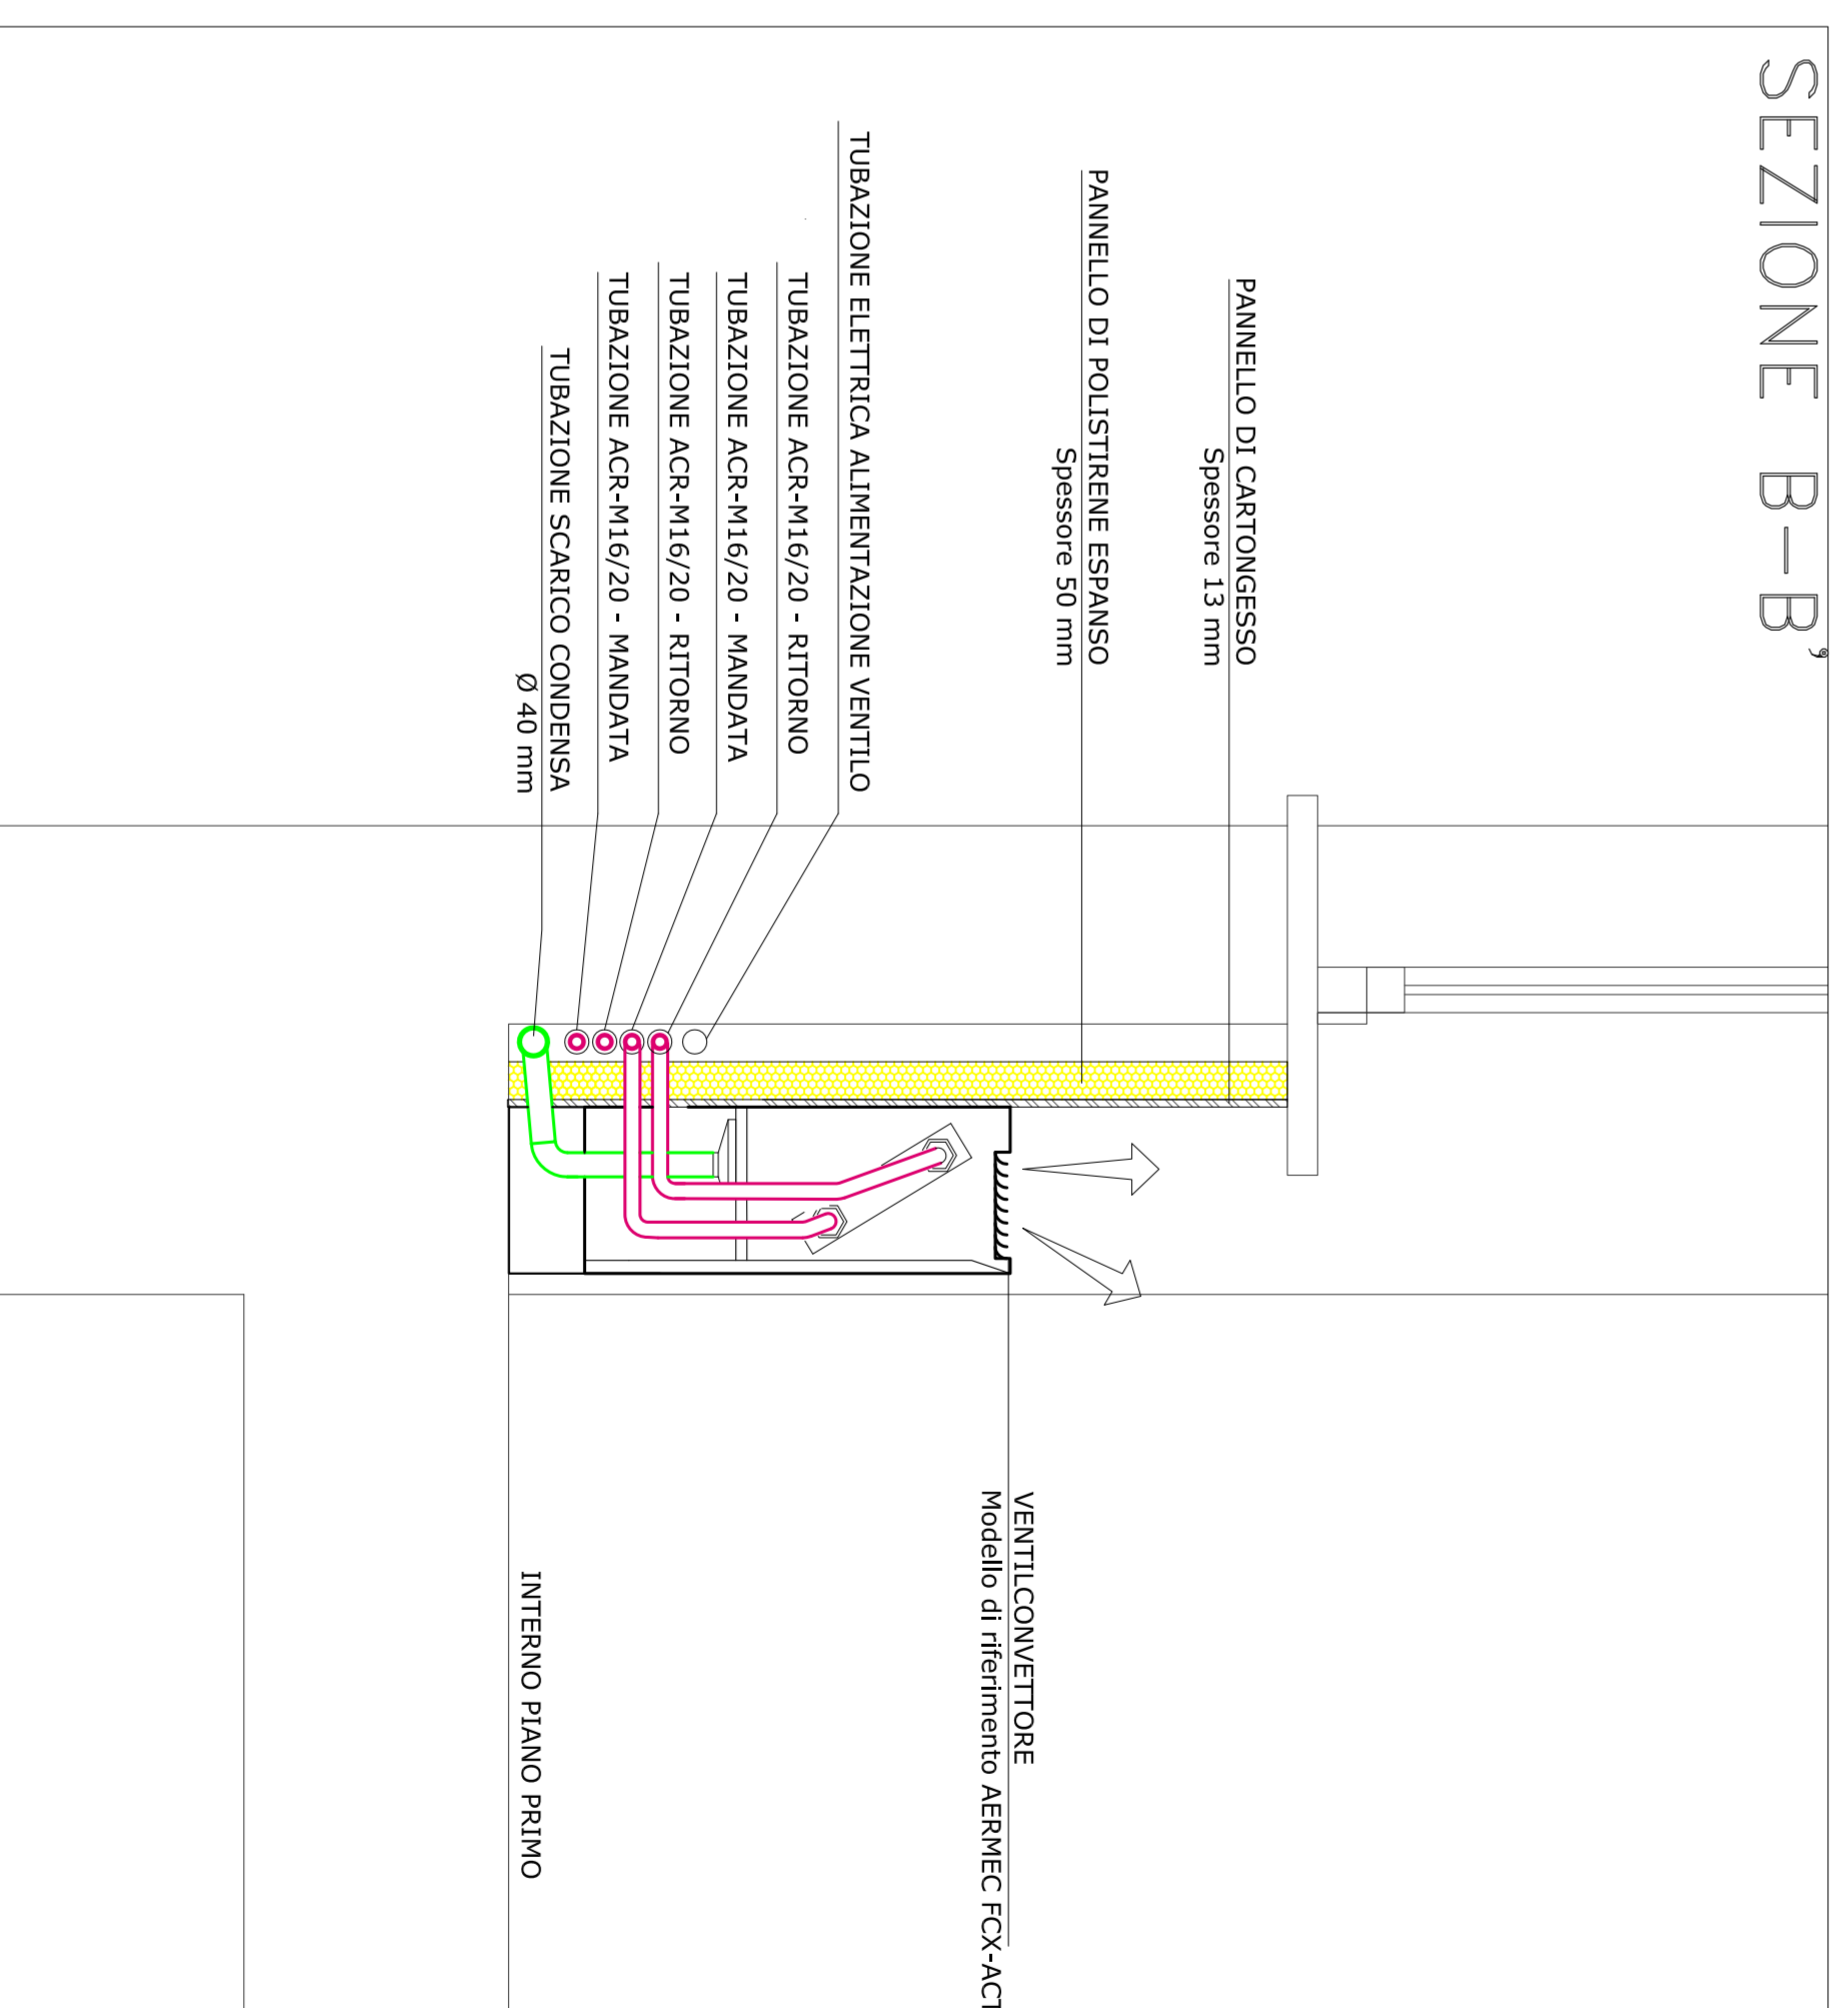 SEZIONE B-B'
PANNELLO DI CARTONGESSO
Spessore 13 mm
PANNELLO DI POLISTIRENE ESPANSO
Spessore 50 mm
TUBAZIONE ELETTRICA ALIMENTAZIONE VENTILO
TUBAZIONE ACR-M16/20 - RITORNO
TUBAZIONE ACR-M16/20 - MANDATA
TUBAZIONE ACR-M16/20 - RITORNO
TUBAZIONE ACR-M16/20 - MANDATA
TUBAZIONE SCARICO CONDENSA
Ø 40 mm
VENTILCONVETTORE
Modello di riferimento AERMEC FCX-ACT
INTERNO PIANO PRIMO